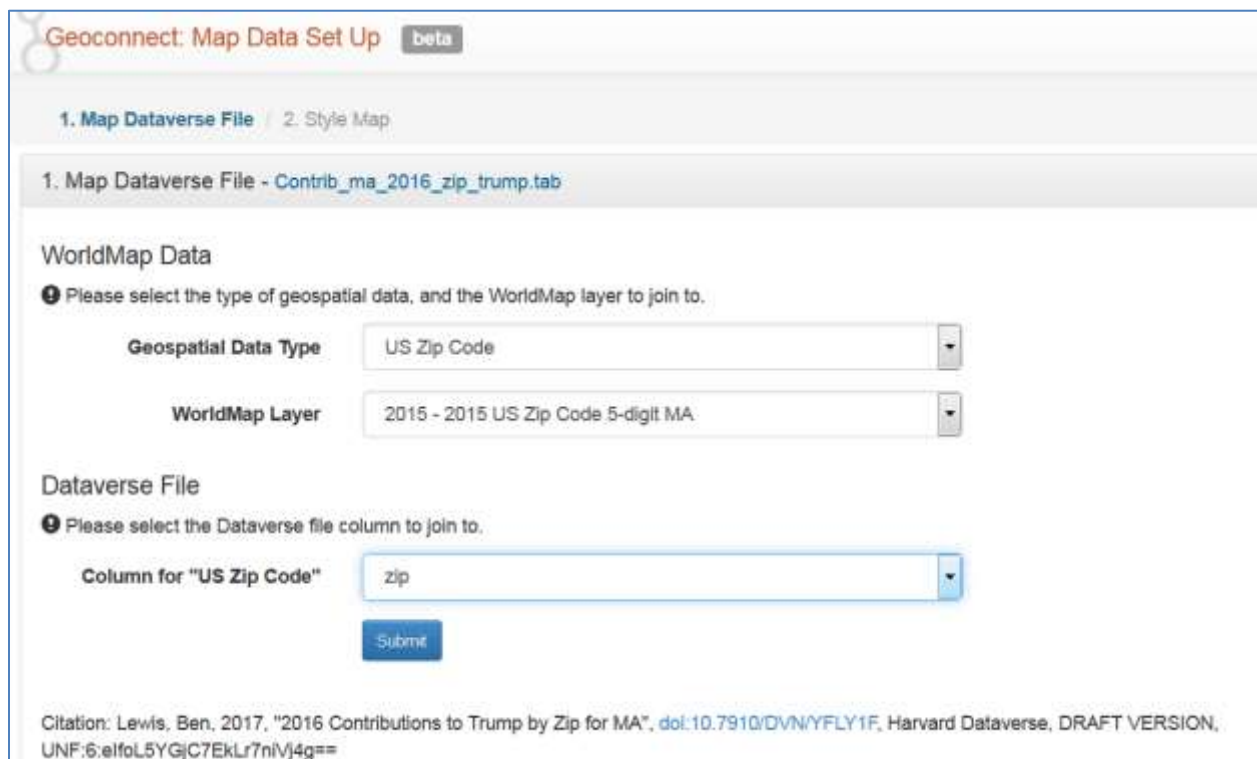 Geoconnect: Map Data Set Up beta
1. Map Dataverse File / 2. Style Map
1. Map Dataverse File - Contrib_ma_2016_zip_trump.tab
WorldMap Data
Please select the type of geospatial data, and the WorldMap layer to join to.
Geospatial Data Type US Zip Code
WorldMap Layer 2015 - 2015 US Zip Code 5-digit MA
Dataverse File
Please select the Dataverse file column to join to.
Column for "US Zip Code" zip
Submit
Citation: Lewis, Ben, 2017, "2016 Contributions to Trump by Zip for MA", doi:10.7910/DVN/YFLY1F, Harvard Dataverse, DRAFT VERSION,